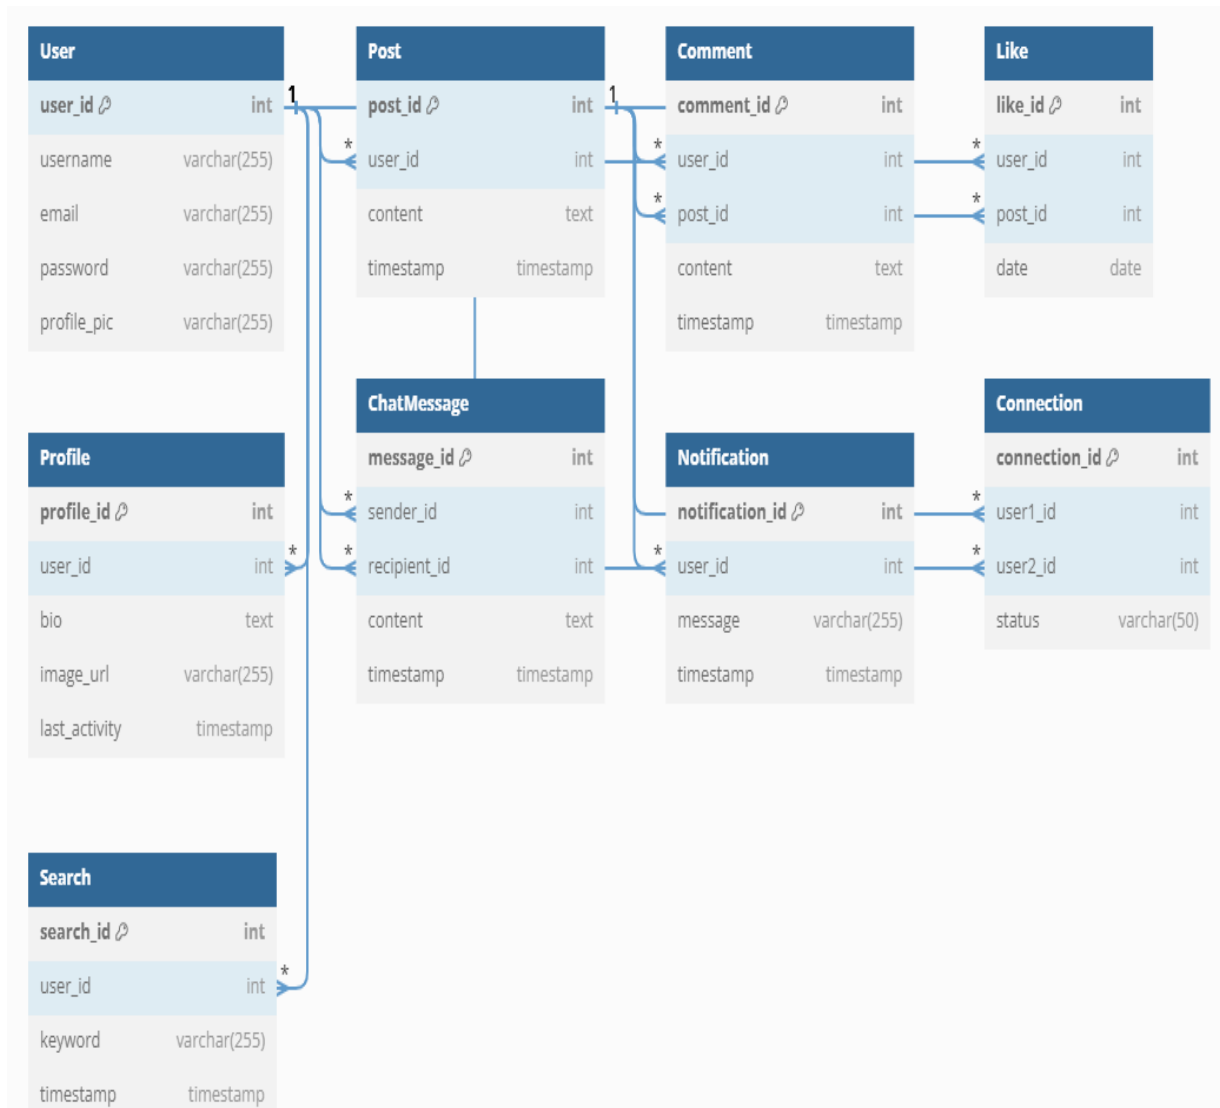 User
user_id int
username varchar(255)
email varchar(255)
password varchar(255)
profile_pic varchar(255)
1
Post
post_id int
* user_id int
content text
timestamp timestamp
1
Comment
comment_id int
* user_id int
* post_id int
content text
timestamp timestamp
Like
like_id int
* user_id int
* post_id int
date date
Profile
profile_id int
user_id int *
bio text
image_url varchar(255)
last_activity timestamp
ChatMessage
message_id int
* sender_id int
* recipient_id int
content text
timestamp timestamp
Notification
notification_id int
* user_id int
message varchar(255)
timestamp timestamp
Connection
connection_id int
* user1_id int
* user2_id int
status varchar(50)
Search
search_id int
user_id int *
keyword varchar(255)
timestamp timestamp